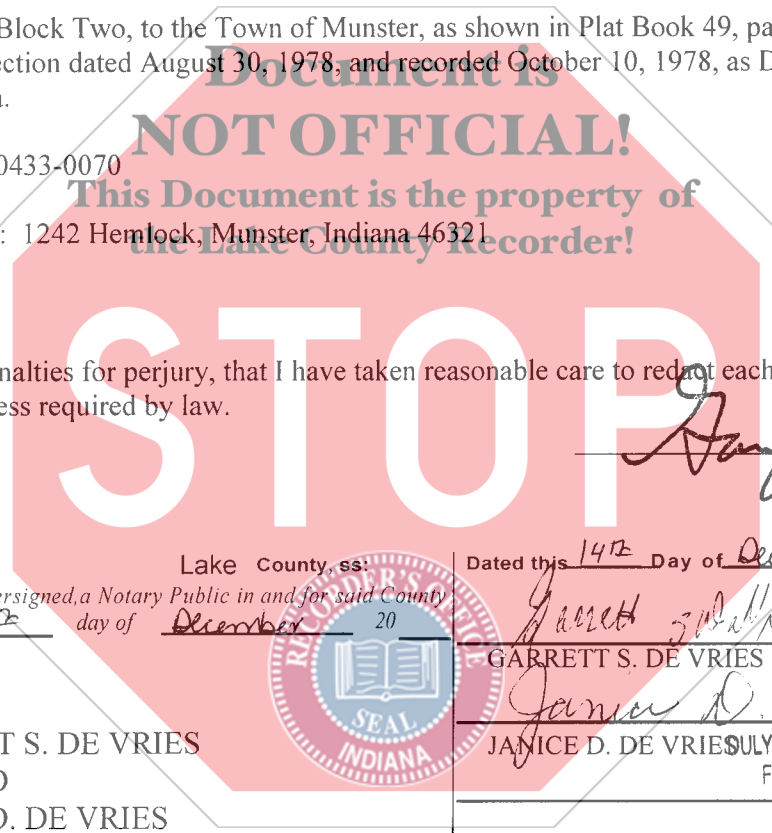 Block Two, to the Town of Munster, as shown in Plat Book 49, pa
ection dated August 30, 1978, and recorded October 10, 1978, as D
Document is
NOT OFFICIAL!
0433-0070
This Document is the property of
: 1242 Hemlock, Munster, Indiana 46321
the Lake County Recorder!
STOP
nalties for perjury, that I have taken reasonable care to redact each
ess required by law.
Lake County, ss:
ersigned, a Notary Public in and for said County
day of December 20
Dated this 14th Day of De
GARRETT S. DE VRIES
JANICE D. DE VRIES DULY
F
RECORDER'S OFFICE
SEAL
INDIANA
T S. DE VRIES
D
D. DE VRIES